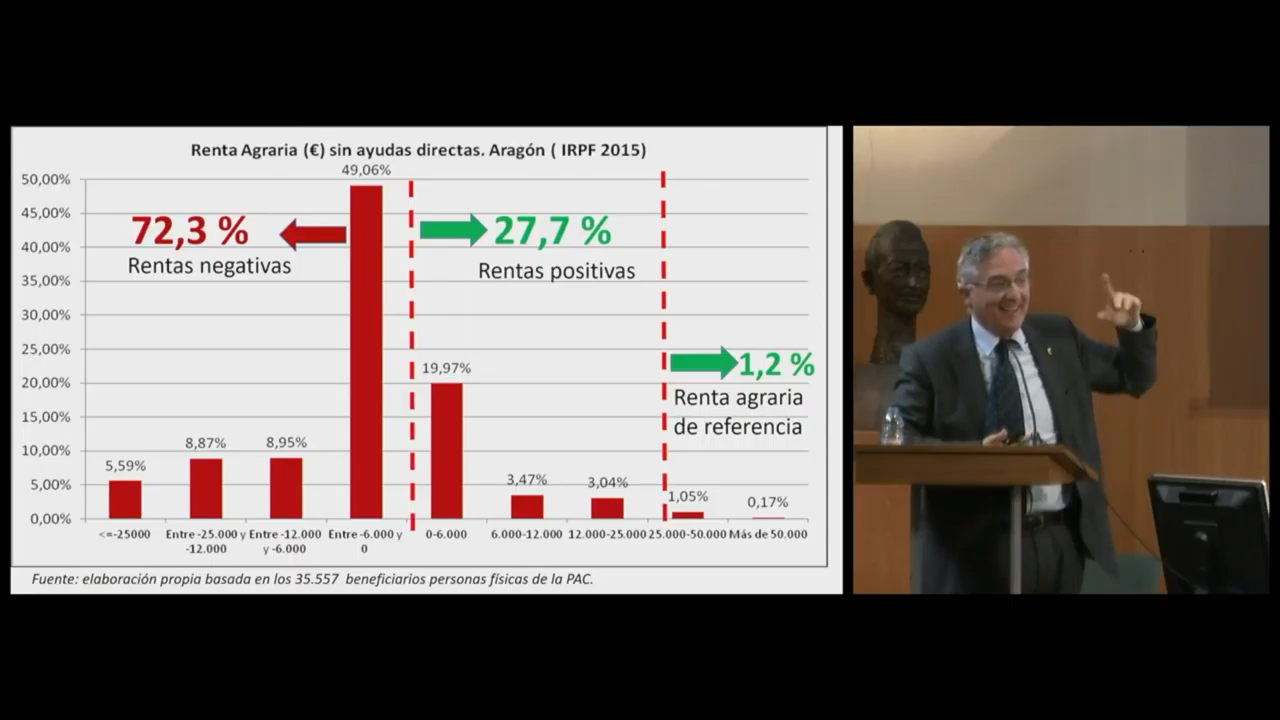 Renta Agraria (€) sin ayudas directas. Aragón ( IRPF 2015)
50,00%
45,00%
40,00%
35,00%
30,00%
25,00%
20,00%
15,00%
10,00%
5,00%
0,00%
72,3 %
Rentas negativas
27,7 %
Rentas positivas
1,2 %
Renta agraria
de referencia
5,59%
8,87%
8,95%
49,06%
19,97%
3,47%
3,04%
1,05%
0,17%
<=-25000
Entre -25.000 y
-12.000
Entre -12.000
y -6.000
Entre -6.000 y
0
0-6.000
6.000-12.000
12.000-25.000
25.000-50.000
Más de 50.000
Fuente: elaboración propia basada en los 35.557 beneficiarios personas físicas de la PAC.